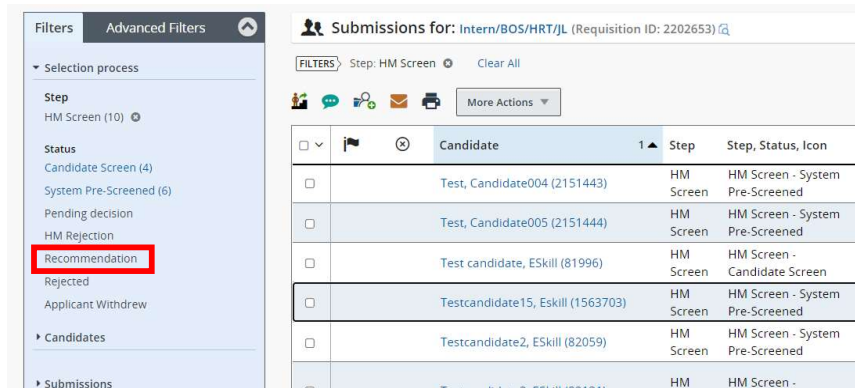 Filters
Advanced Filters
Selection process
Step
HM Screen (10)
Status
Candidate Screen (4)
System Pre-Screened (6)
Pending decision
HM Rejection
Recommendation
Rejected
Applicant Withdrew
Candidates
Submissions
Submissions for: Intern/BOS/HRT/JL (Requisition ID: 2202653)
FILTERS Step: HM Screen Clear All
More Actions
Candidate 1 Step Step, Status, Icon
Test, Candidate004 (2151443) HM Screen HM Screen - System Pre-Screened
Test, Candidate005 (2151444) HM Screen HM Screen - System Pre-Screened
Test candidate, ESkill (81996) HM Screen HM Screen - Candidate Screen
Testcandidate15, Eskill (1563703) HM Screen HM Screen - System Pre-Screened
Testcandidate2, ESkill (82059) HM Screen HM Screen - System Pre-Screened
HM HM Screen -